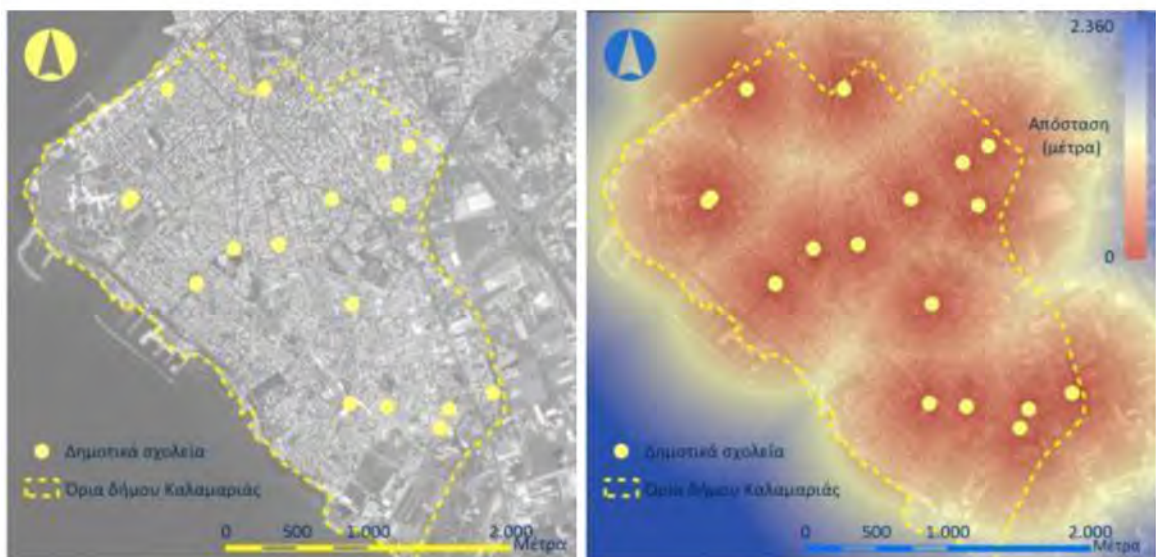 Δημοτικά σχολεία
Όρια δήμου Καλαμαριάς
0 500 1.000 2.000
Μέτρα
2.360
Απόσταση
(μέτρα)
0
Δημοτικά σχολεία
Όρια δήμου Καλαμαριάς
0 500 1.000 2.000
Μέτρα